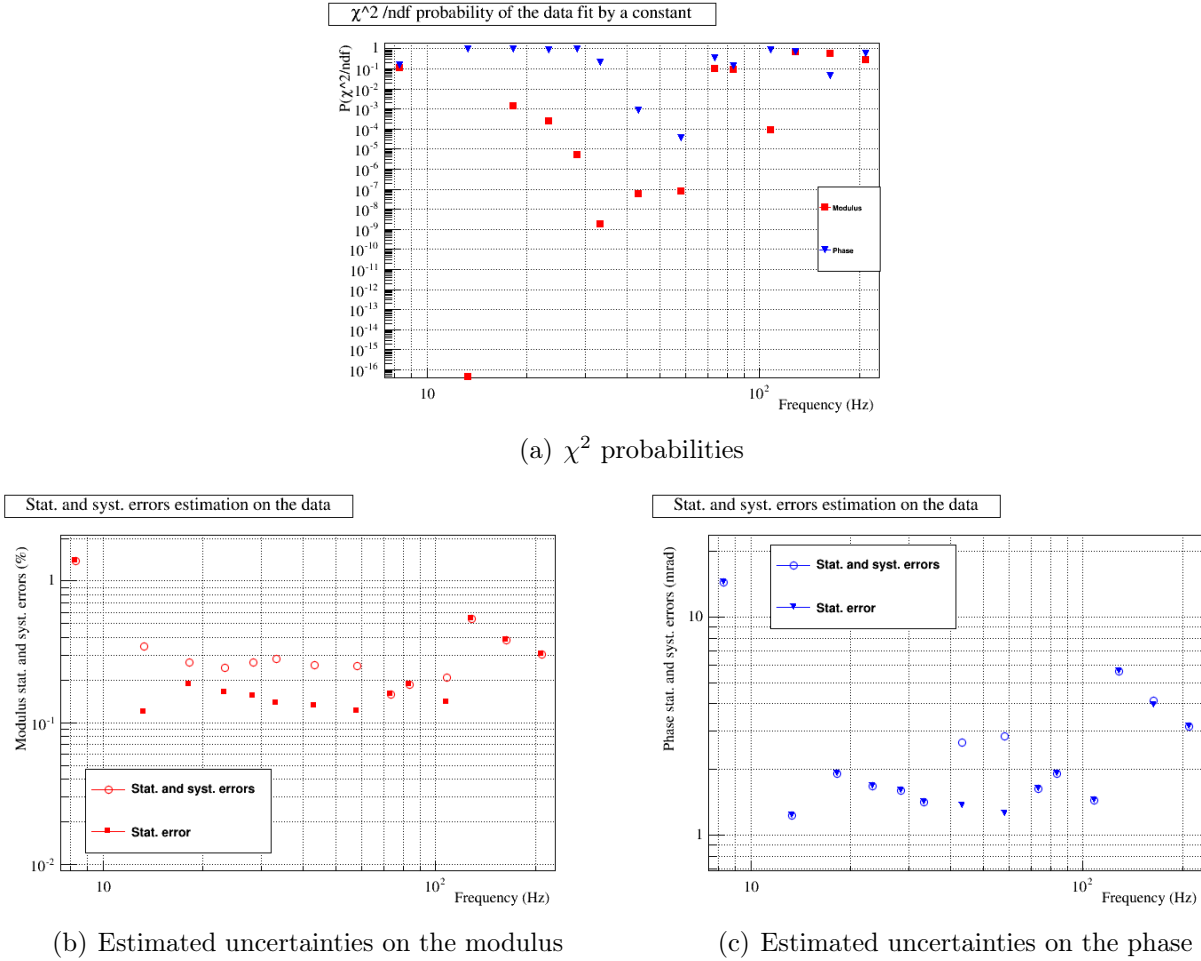 χ^2 /ndf probability of the data fit by a constant
P(χ^2/ndf)
1
10^-1
10^-2
10^-3
10^-4
10^-5
10^-6
10^-7
10^-8
10^-9
10^-10
10^-11
10^-12
10^-13
10^-14
10^-15
10^-16
Modulus
Phase
10
10^2
Frequency (Hz)
(a) χ^2 probabilities
Stat. and syst. errors estimation on the data
Modulus stat. and syst. errors (%)
1
10^-1
10^-2
Stat. and syst. errors
Stat. error
10
10^2
Frequency (Hz)
(b) Estimated uncertainties on the modulus
Stat. and syst. errors estimation on the data
Phase stat. and syst. errors (mrad)
10
1
Stat. and syst. errors
Stat. error
10
10^2
Frequency (Hz)
(c) Estimated uncertainties on the phase